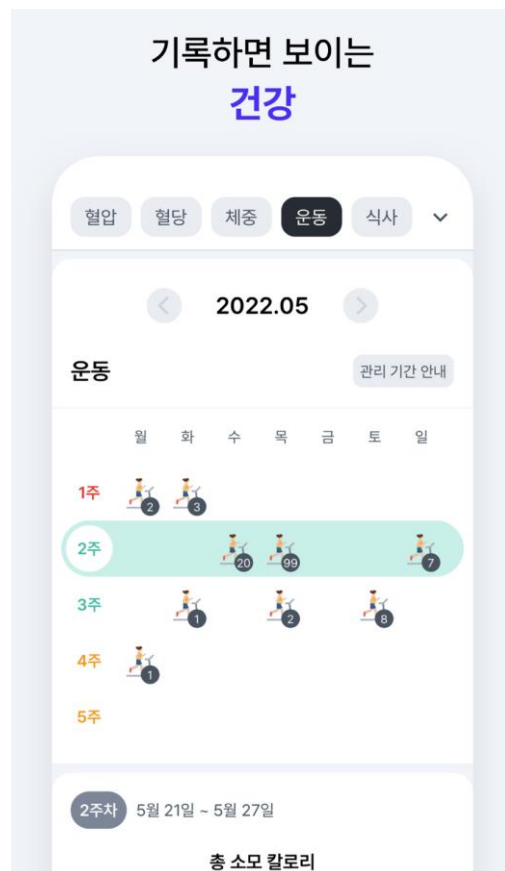 기록하면 보이는
건강
혈압 혈당 체중 운동 식사
2022.05
운동 관리 기간 안내
월 화 수 목 금 토 일
1주 2 3
2주 20 99 7
3주 1 2 8
4주 1
5주
2주차 5월 21일 ~ 5월 27일
총 소모 칼로리